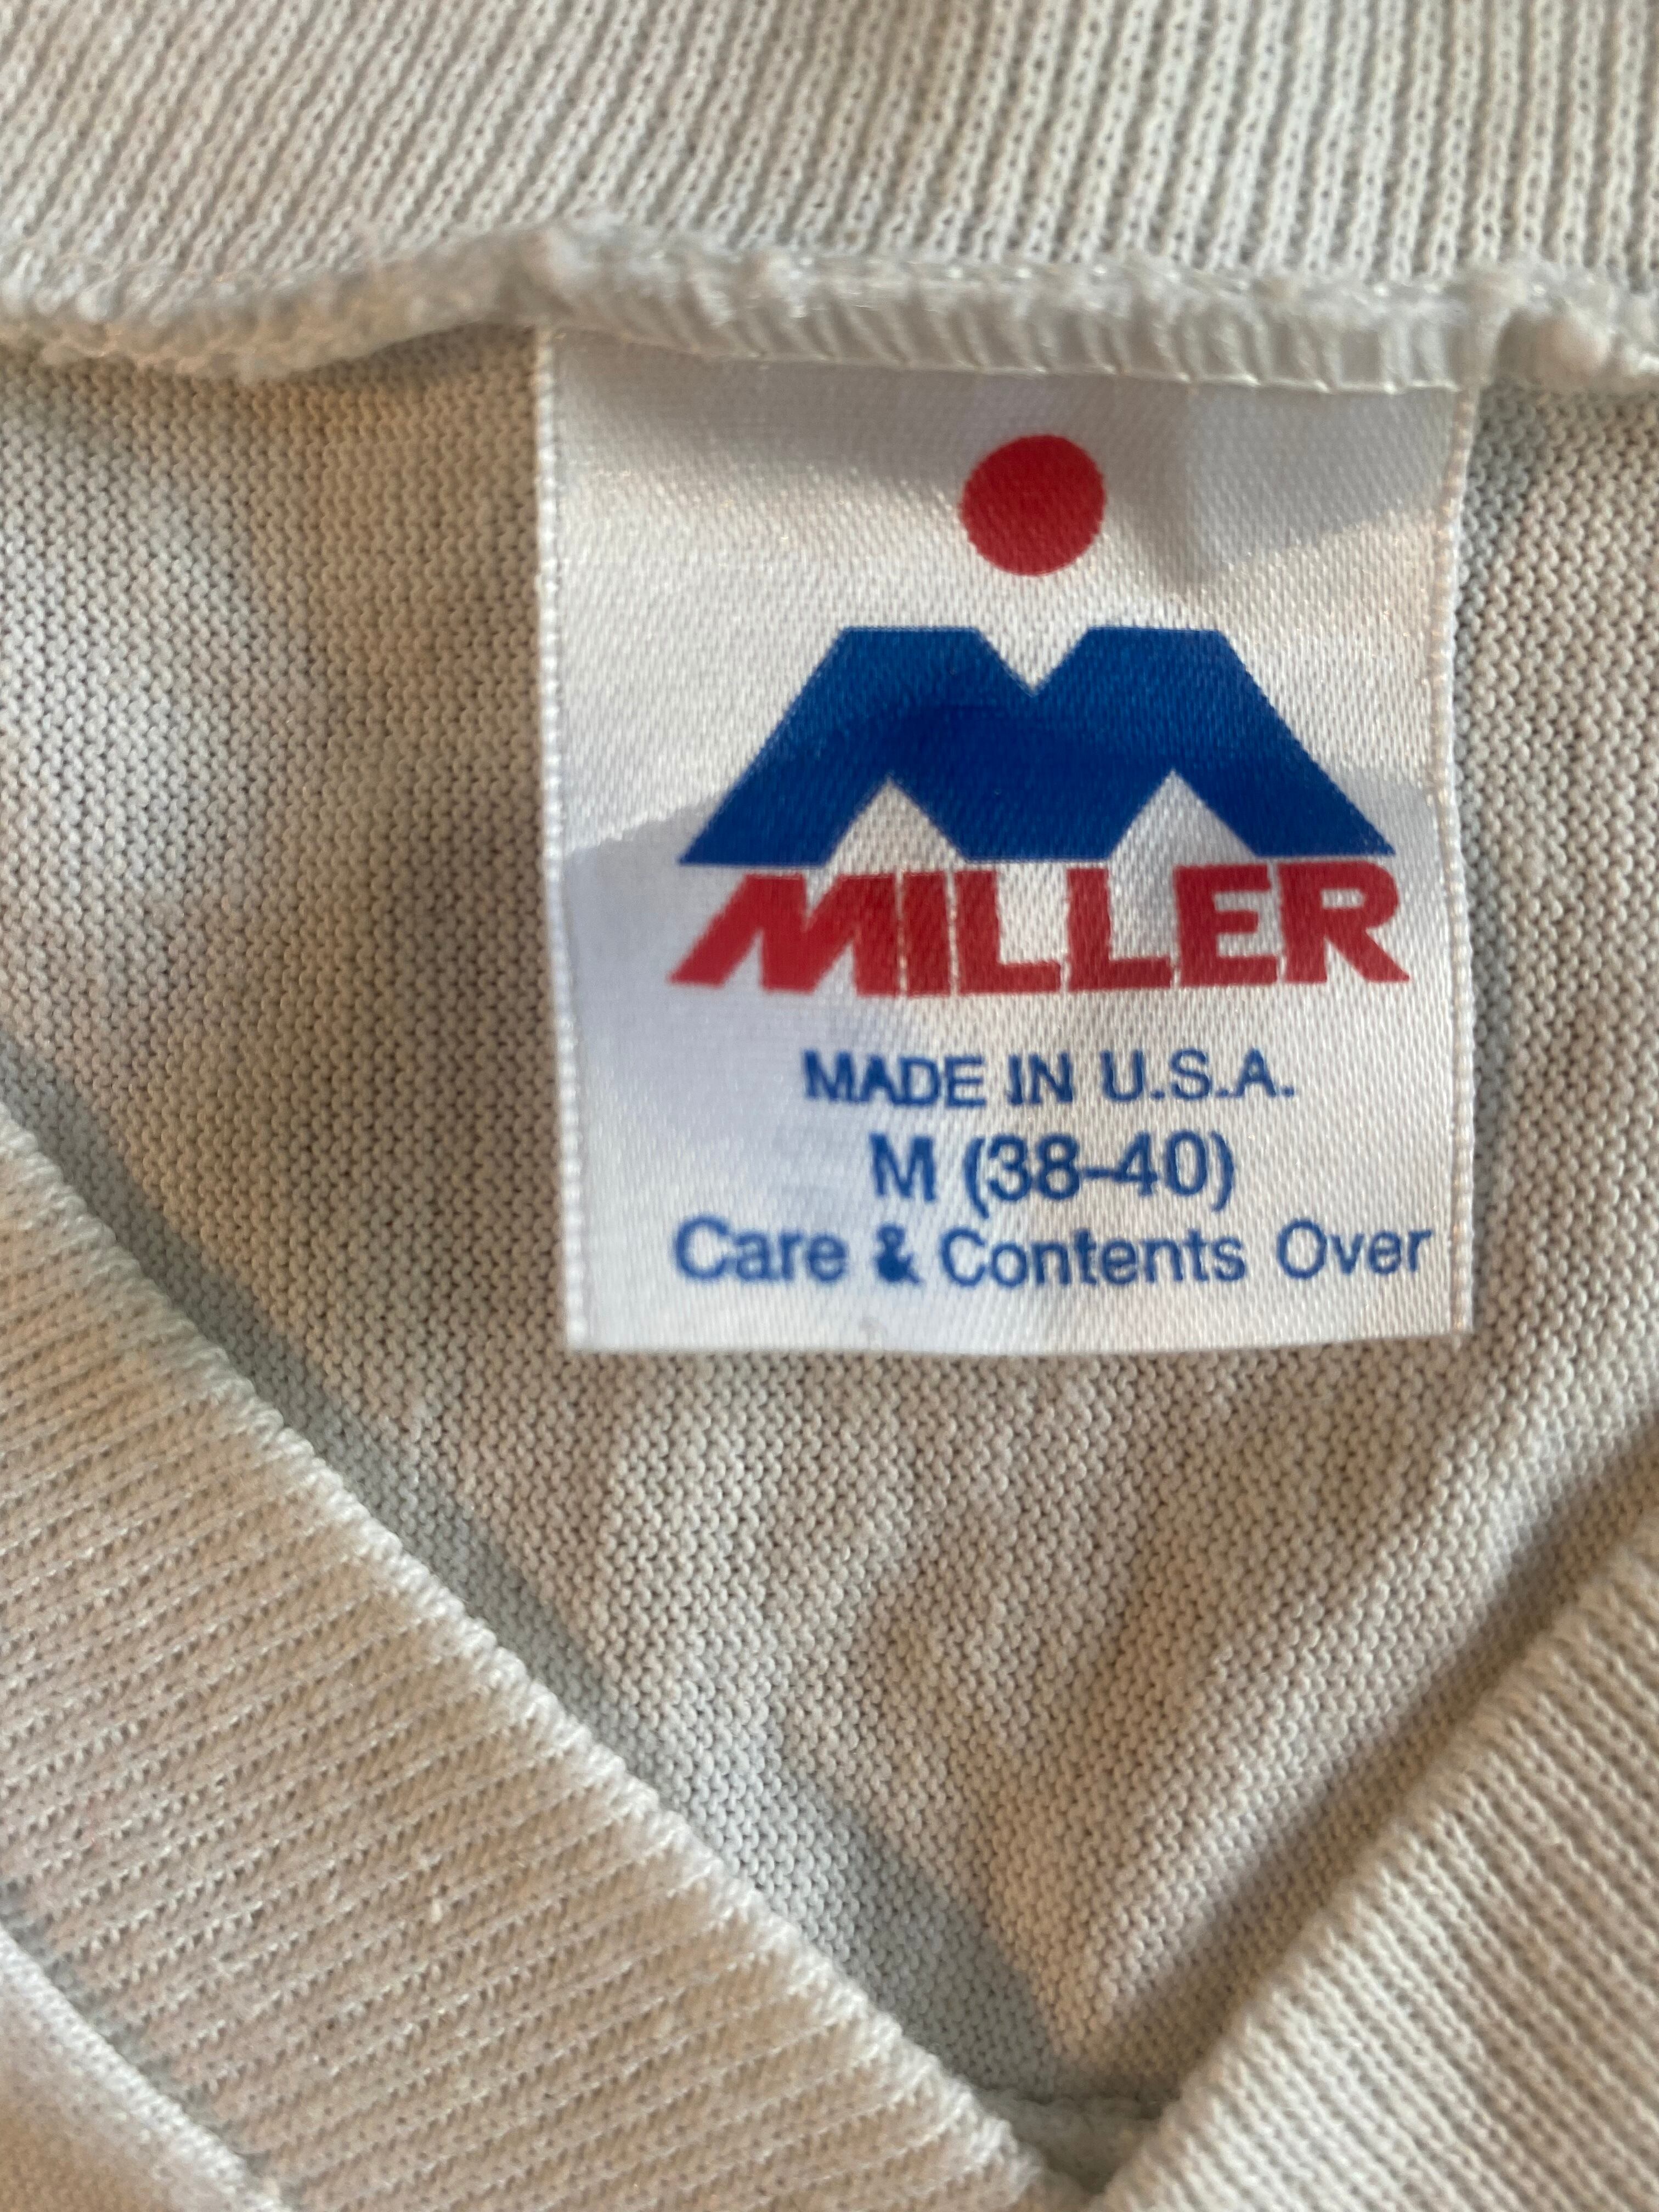 MILLER
MADE IN U.S.A.
M (38-40)
Care & Contents Over